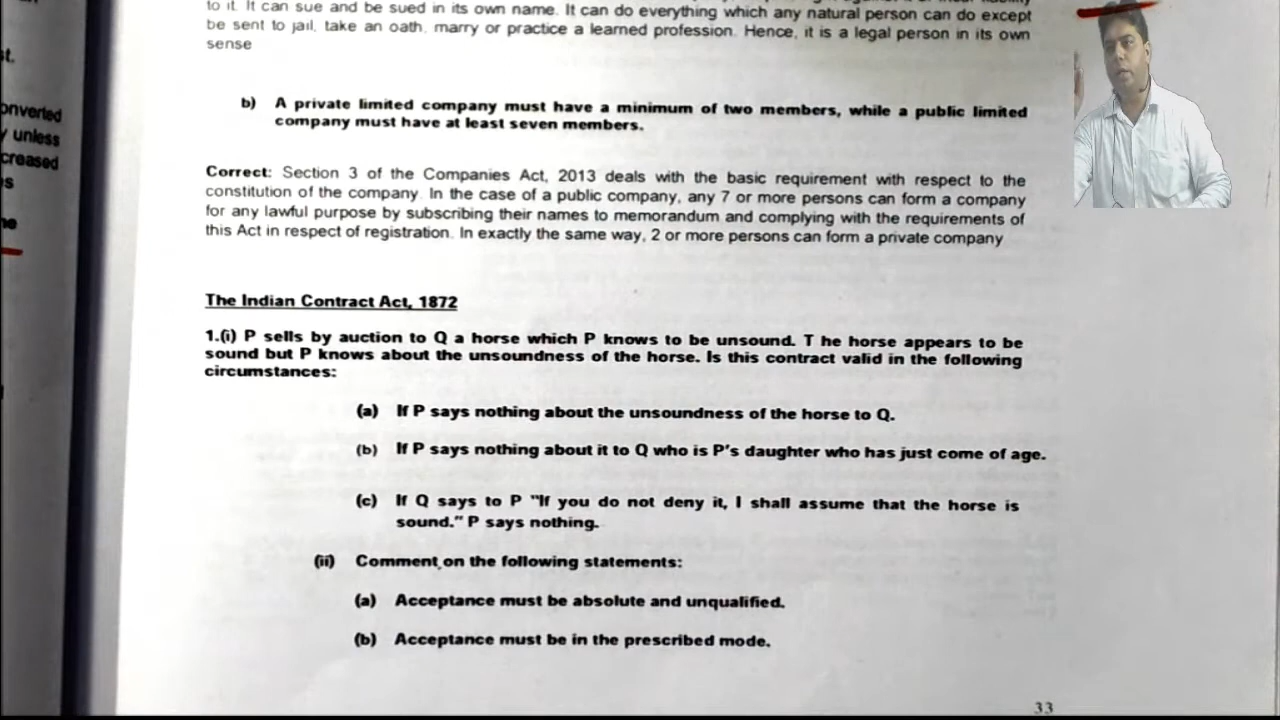 to it. It can sue and be sued in its own name. It can do everything which any natural person can do except
be sent to jail, take an oath, marry or practice a learned profession. Hence, it is a legal person in its own
sense
st.
onverted
y unless
creased
b) A private limited company must have a minimum of two members, while a public limited
company must have at least seven members.
Correct: Section 3 of the Companies Act, 2013 deals with the basic requirement with respect to the
constitution of the company. In the case of a public company, any 7 or more persons can form a company
for any lawful purpose by subscribing their names to memorandum and complying with the requirements of
this Act in respect of registration. In exactly the same way, 2 or more persons can form a private company
The Indian Contract Act, 1872
1.(i) P sells by auction to Q a horse which P knows to be unsound. T he horse appears to be
sound but P knows about the unsoundness of the horse. Is this contract valid in the following
circumstances:
(a) If P says nothing about the unsoundness of the horse to Q.
(b) If P says nothing about it to Q who is P's daughter who has just come of age.
(c) If Q says to P "If you do not deny it, I shall assume that the horse is
sound." P says nothing.
(ii) Comment on the following statements:
(a) Acceptance must be absolute and unqualified.
(b) Acceptance must be in the prescribed mode.
33